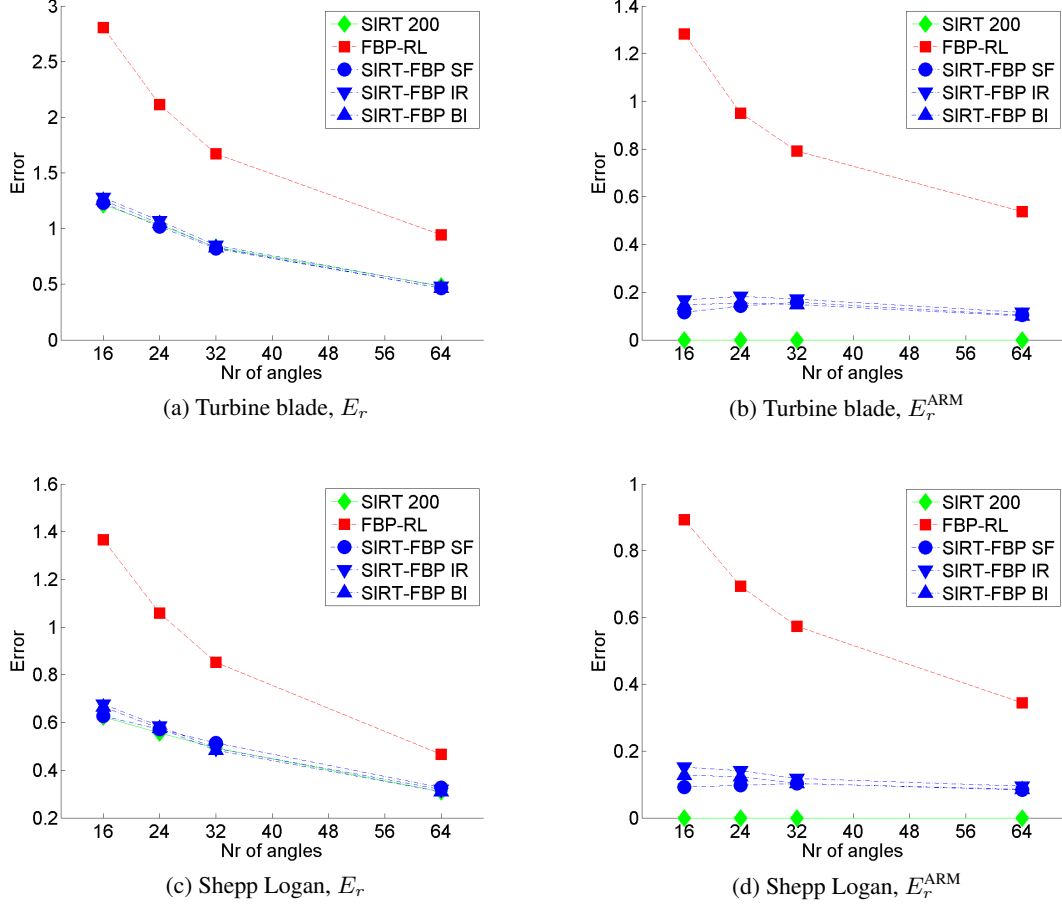 3
2.5
2
1.5
1
0.5
0
Error
16 24 32 40 48 56 64
Nr of angles
SIRT 200
FBP-RL
SIRT-FBP SF
SIRT-FBP IR
SIRT-FBP BI
(a) Turbine blade, E_r
1.4
1.2
1
0.8
0.6
0.4
0.2
0
Error
16 24 32 40 48 56 64
Nr of angles
SIRT 200
FBP-RL
SIRT-FBP SF
SIRT-FBP IR
SIRT-FBP BI
(b) Turbine blade, E_r^ARM
1.6
1.4
1.2
1
0.8
0.6
0.4
0.2
Error
16 24 32 40 48 56 64
Nr of angles
SIRT 200
FBP-RL
SIRT-FBP SF
SIRT-FBP IR
SIRT-FBP BI
(c) Shepp Logan, E_r
1
0.8
0.6
0.4
0.2
0
Error
16 24 32 40 48 56 64
Nr of angles
SIRT 200
FBP-RL
SIRT-FBP SF
SIRT-FBP IR
SIRT-FBP BI
(d) Shepp Logan, E_r^ARM